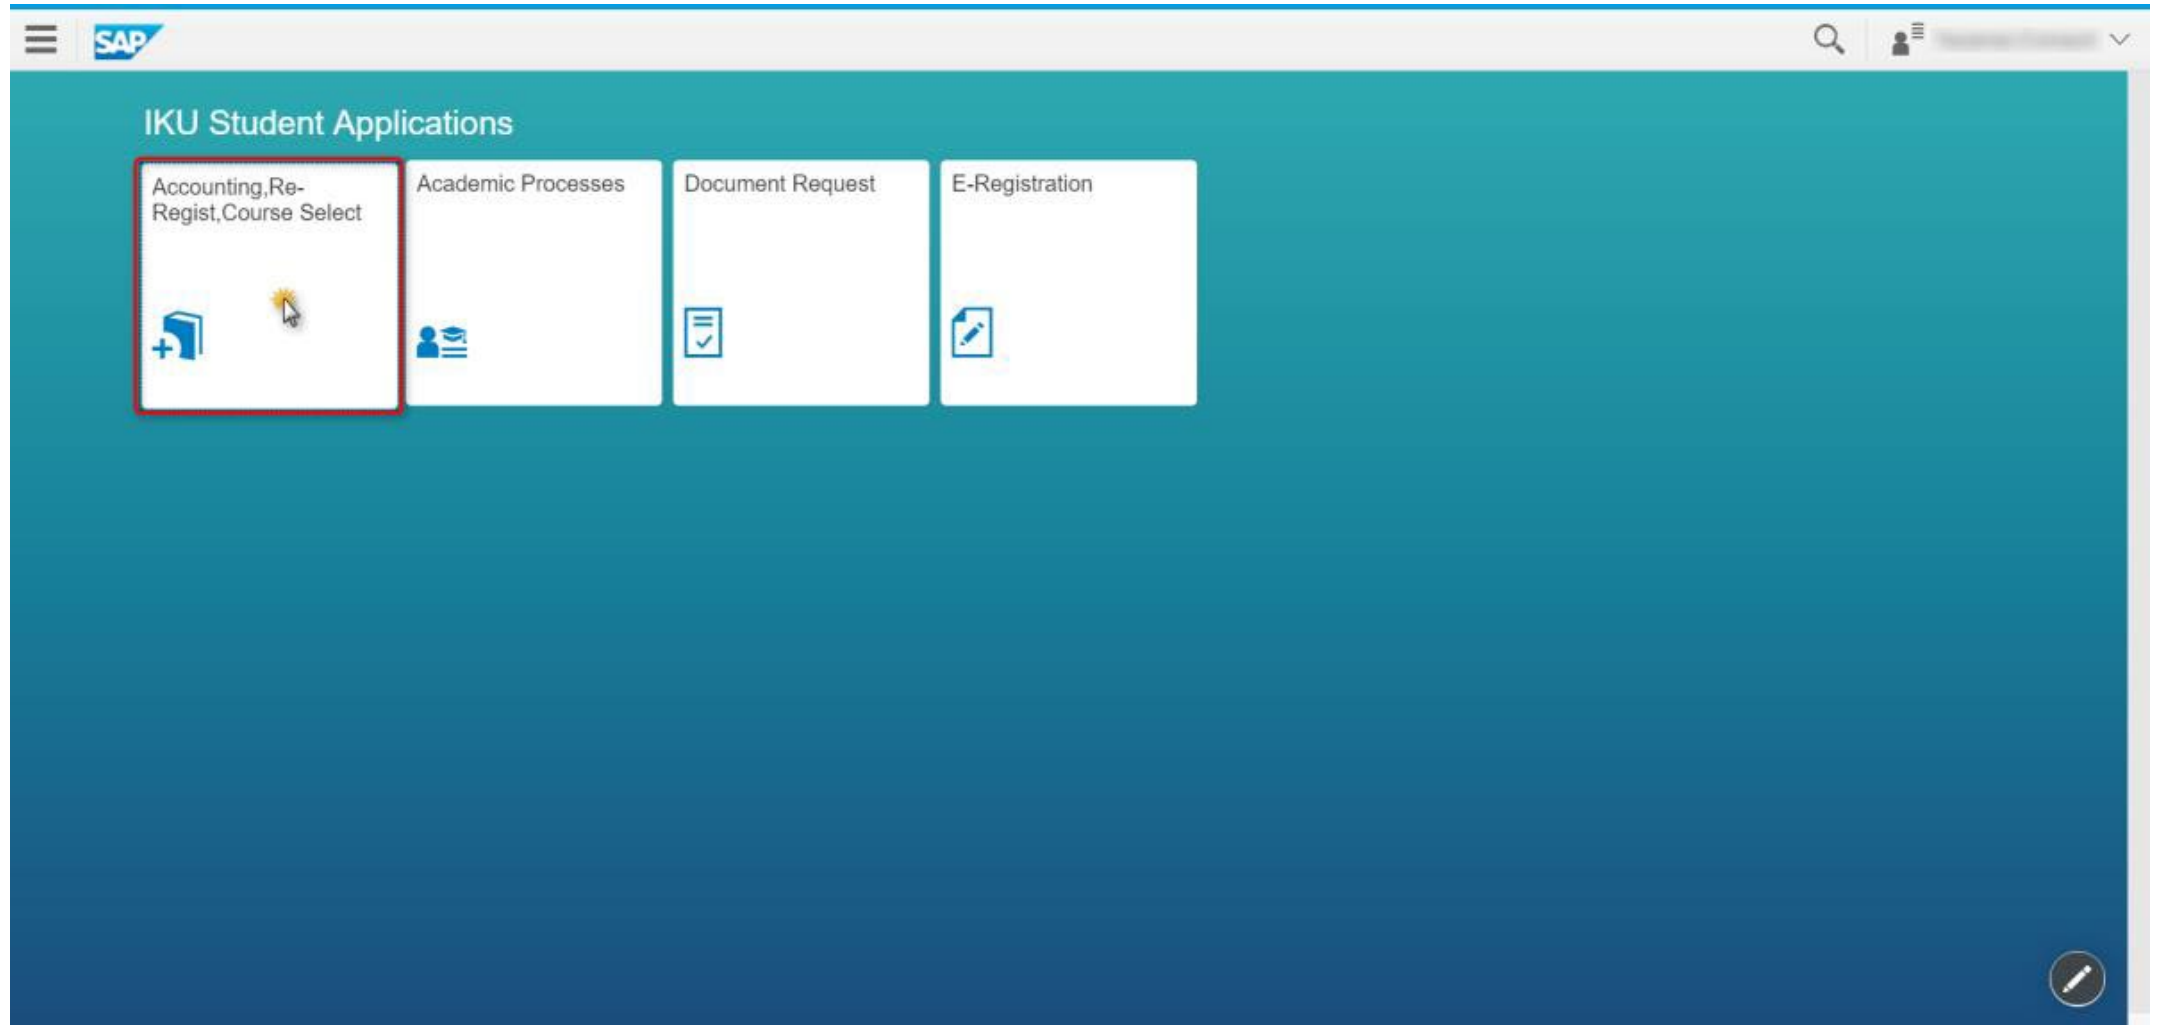 SAP
IKU Student Applications
Accounting,Re-
Regist,Course Select
Academic Processes
Document Request
E-Registration